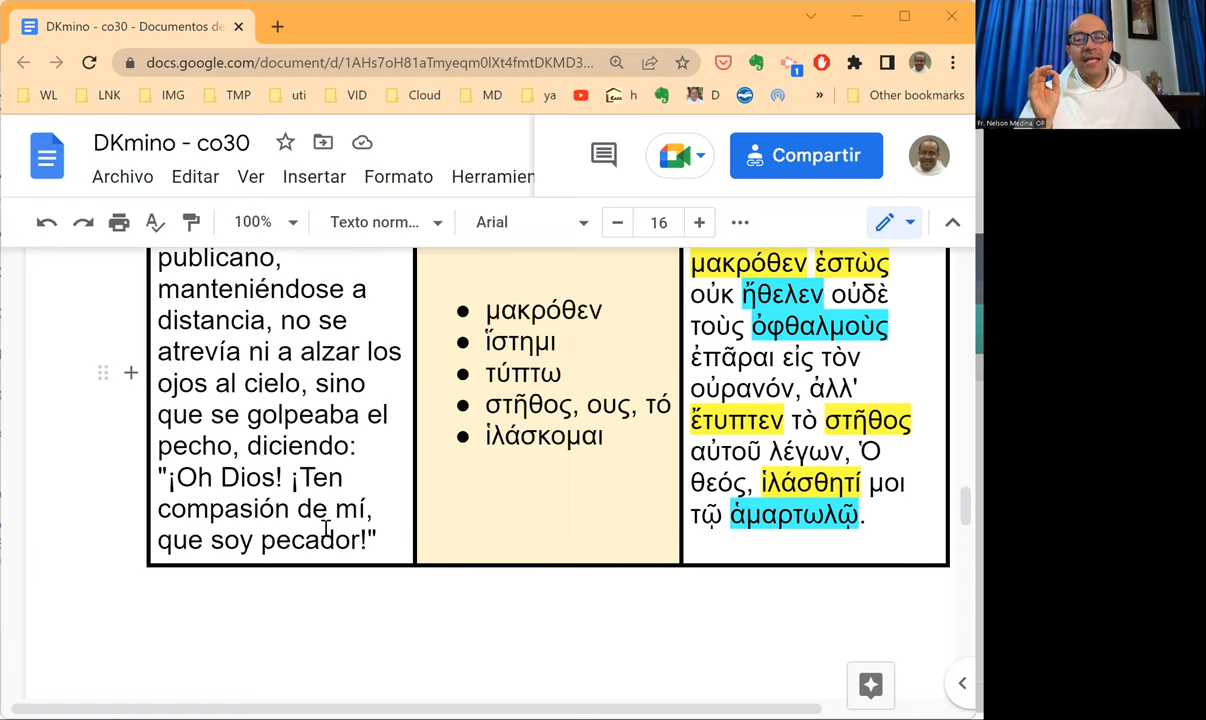 DKmino - co30 - Documentos de
docs.google.com/document/d/1AHs7oH81aTmyeqm0lXt4fmtDKMD3...
WL LNK IMG TMP uti VID Cloud MD ya h D » Other bookmarks
1
DKmino - co30
Archivo Editar Ver Insertar Formato Herramien
Compartir
100% Texto norm... Arial 16
publicano,
manteniéndose a
distancia, no se
atrevía ni a alzar los
ojos al cielo, sino
que se golpeaba el
pecho, diciendo:
"¡Oh Dios! ¡Ten
compasión de mí,
que soy pecador!"
● μακρόθεν
● ἵστημι
● τύπτω
● στῆθος, ους, τό
● ἱλάσκομαι
μακρόθεν ἑστὼς
οὐκ ἤθελεν οὐδὲ
τοὺς ὀφθαλμοὺς
ἐπᾶραι εἰς τὸν
οὐρανόν, ἀλλ'
ἔτυπτεν τὸ στῆθος
αὐτοῦ λέγων, Ὁ
θεός, ἱλάσθητί μοι
τῷ ἁμαρτωλῷ.
Fr. Nelson Medina, OP